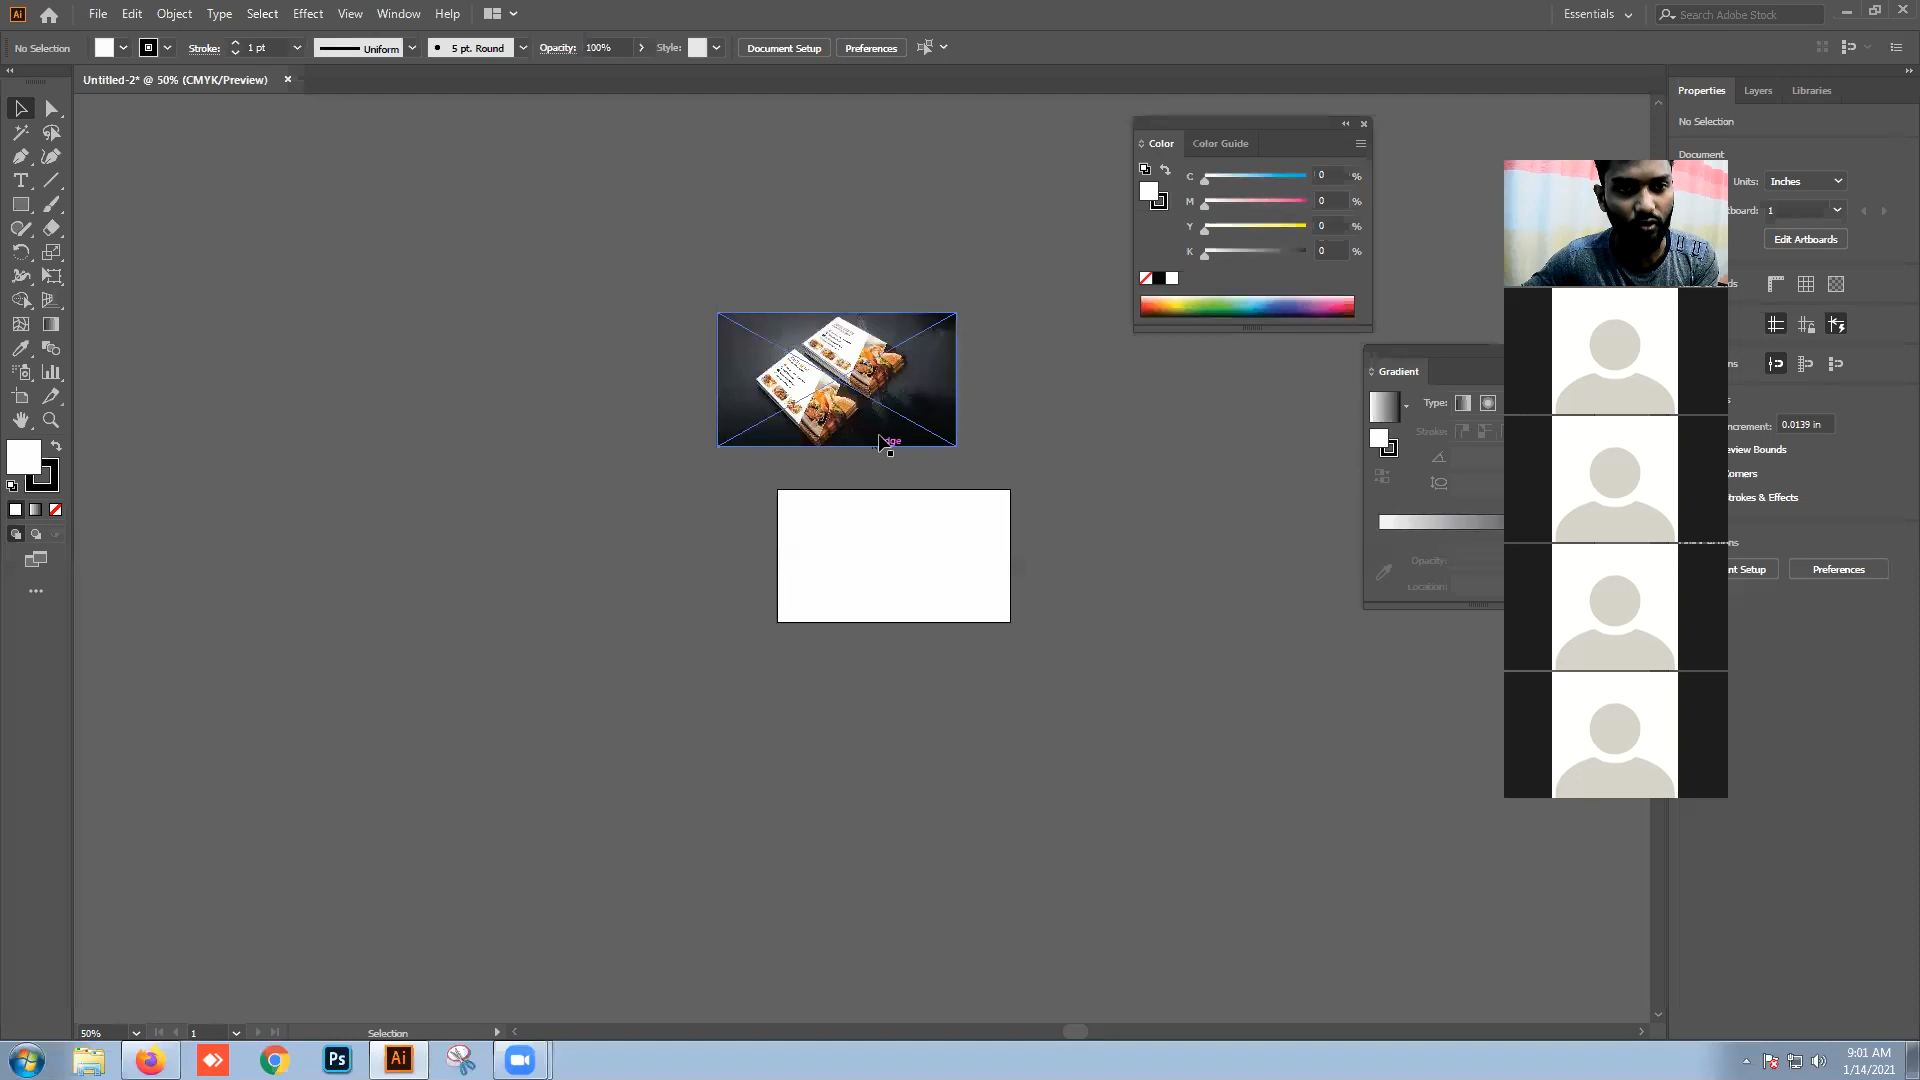 File Edit Object Type Select Effect View Window Help
Essentials
Search Adobe Stock
No Selection
Stroke:
1 pt
Uniform
5 pt. Round
Opacity:
100%
Style:
Document Setup
Preferences
Untitled-2* @ 50% (CMYK/Preview)
Properties
Layers
Libraries
No Selection
Document
Units:
Inches
1
Edit Artboards
0.0139 in
Preferences
Color
Color Guide
C
0
%
M
0
%
Y
0
%
K
0
%
Gradient
Type:
Stroke:
Opacity:
Location:
50%
1
Selection
Ai
Ps
Ai
9:01 AM
1/14/2021